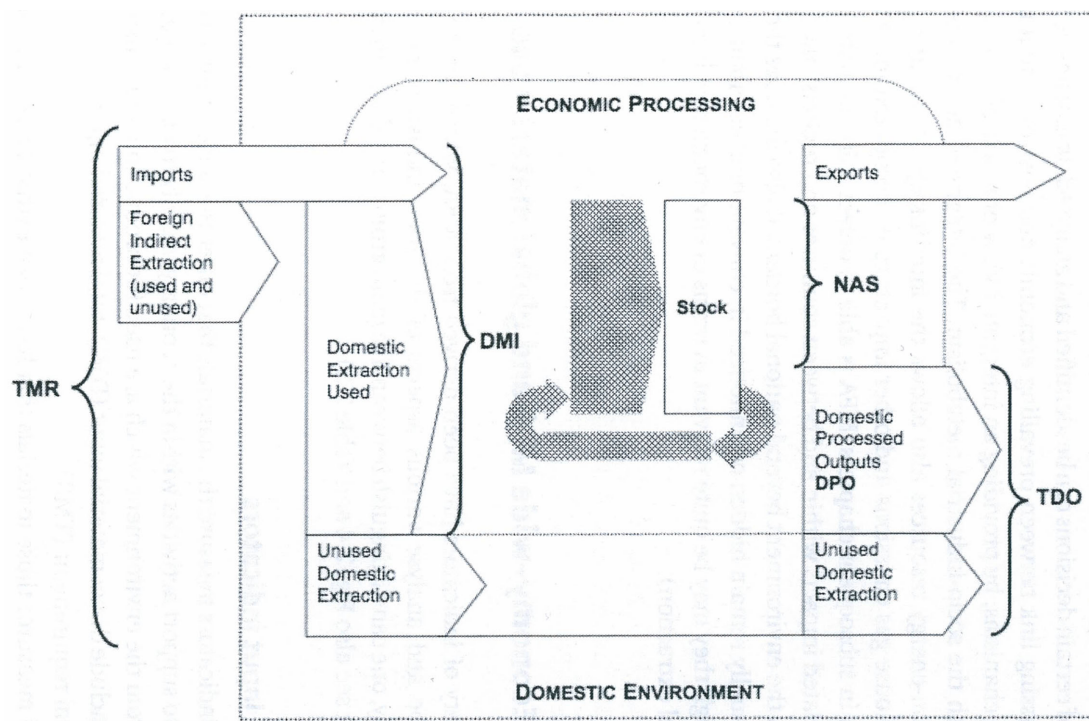 ECONOMIC PROCESSING
Imports
Exports
Foreign
Indirect
Extraction
(used and
unused)
Stock
NAS
TMR
Domestic
Extraction
Used
DMI
Domestic
Processed
Outputs
DPO
TDO
Unused
Domestic
Extraction
Unused
Domestic
Extraction
DOMESTIC ENVIRONMENT